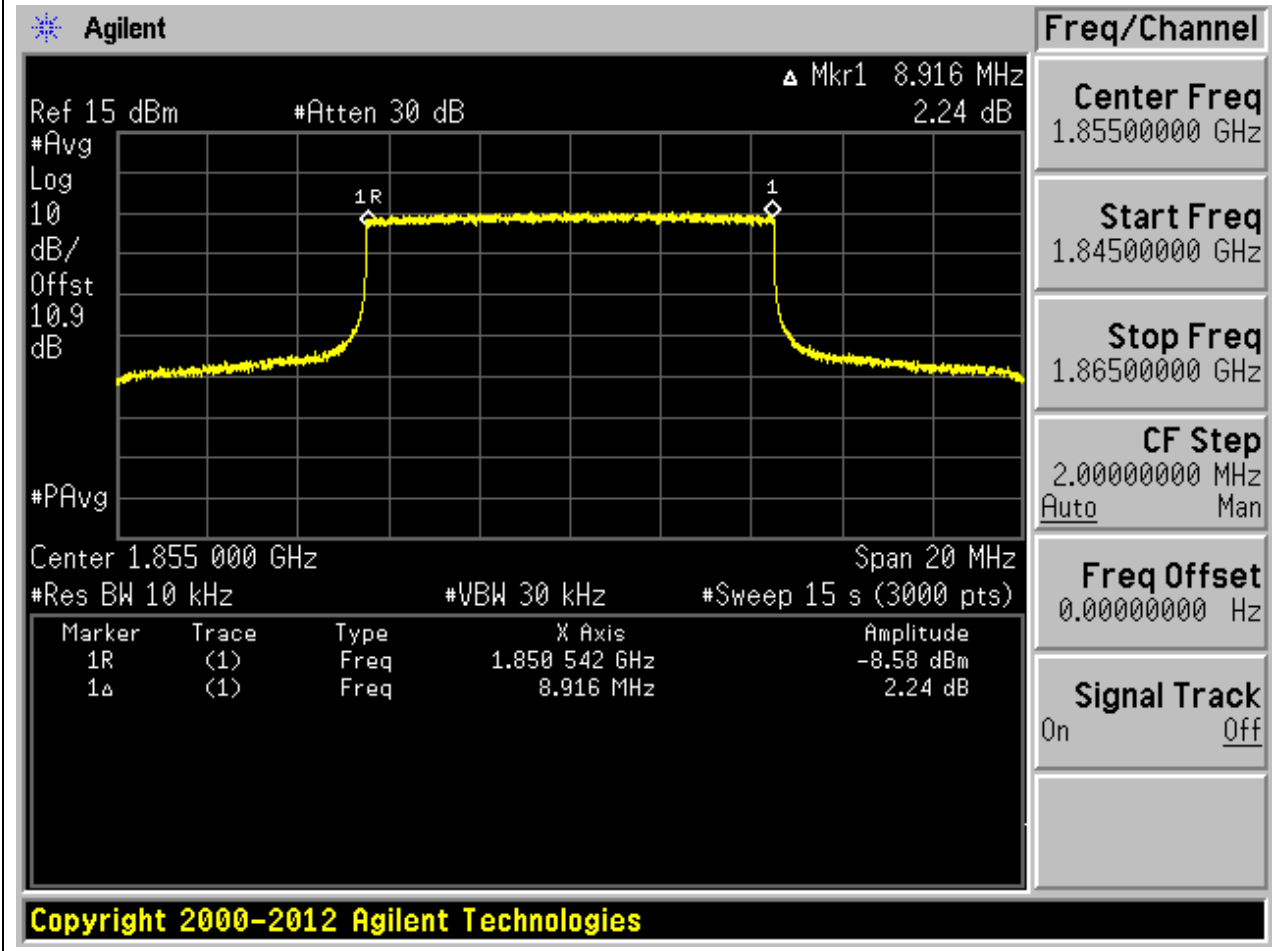 Agilent
Freq/Channel
Δ Mkr1 8.916 MHz
Ref 15 dBm #Atten 30 dB 2.24 dB
#Avg
Log
10
dB/
Offst
10.9
dB
#PAvg
1R
1
Center 1.855 000 GHz Span 20 MHz
#Res BW 10 kHz #VBW 30 kHz #Sweep 15 s (3000 pts)
Marker Trace Type X Axis Amplitude
1R (1) Freq 1.850 542 GHz -8.58 dBm
1Δ (1) Freq 8.916 MHz 2.24 dB
Center Freq
1.85500000 GHz
Start Freq
1.84500000 GHz
Stop Freq
1.86500000 GHz
CF Step
2.00000000 MHz
Auto Man
Freq Offset
0.00000000 Hz
Signal Track
On Off
Copyright 2000-2012 Agilent Technologies